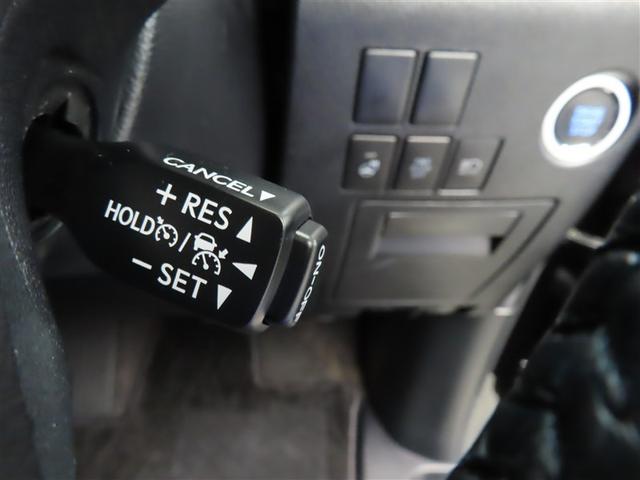 CANCEL▼
+ RES ▲
HOLD /
− SET ▼
ON-OFF